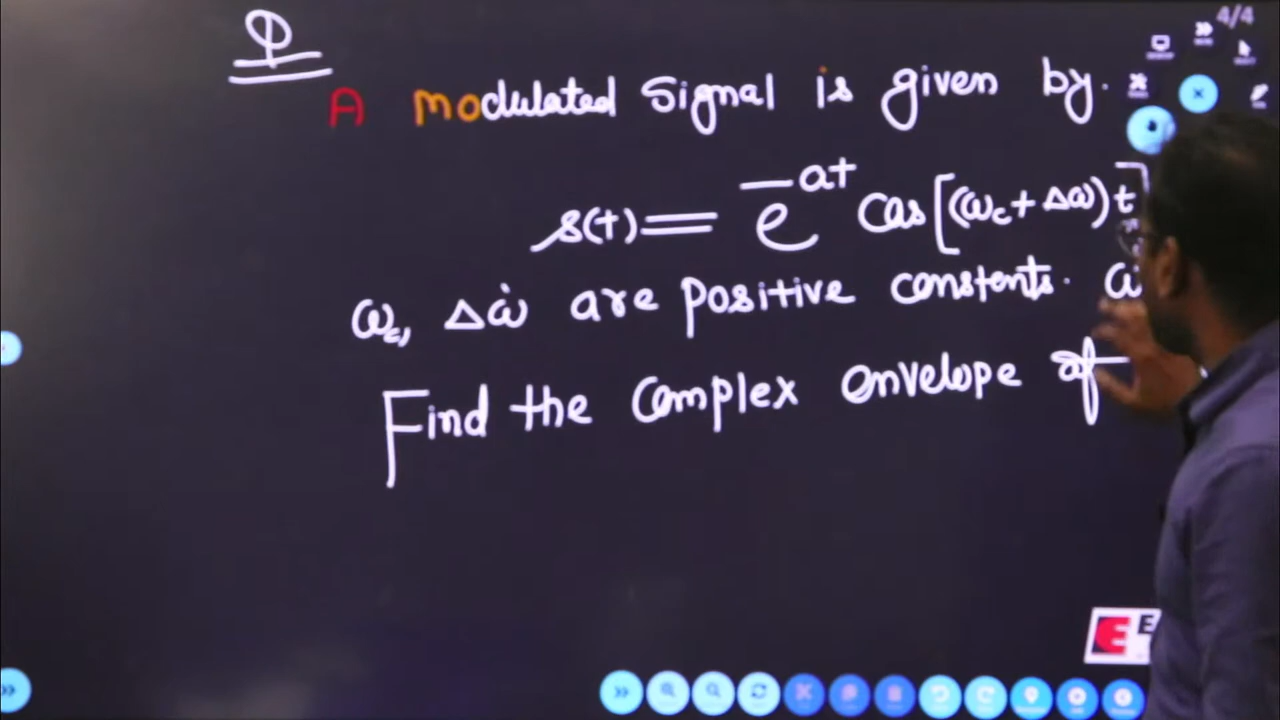 4/4
Q
A modulated signal is given by.
s(t)= e^-at Cos[(ωc+Δω)t]
ωc, Δω are positive constents.
Find the Complex envelope of
E E